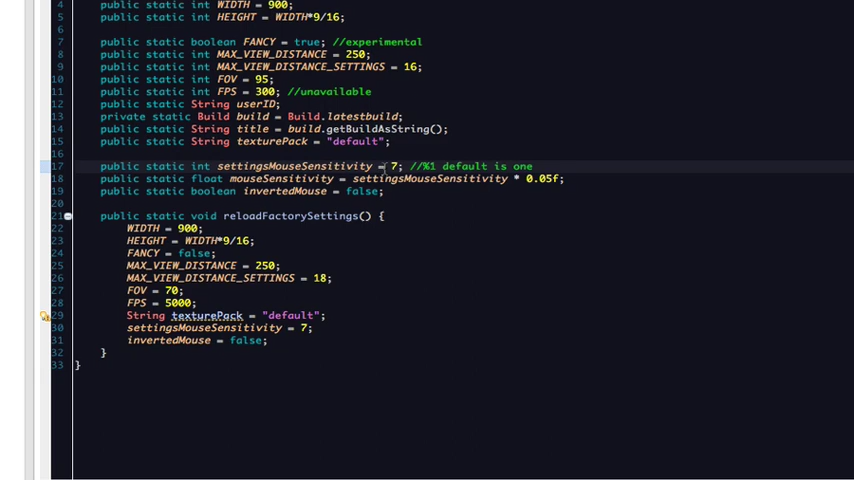 4 public static int WIDTH = 900;
5 public static int HEIGHT = WIDTH*9/16;
6
7 public static boolean FANCY = true; //experimental
8 public static int MAX_VIEW_DISTANCE = 250;
9 public static int MAX_VIEW_DISTANCE_SETTINGS = 16;
10 public static int FOV = 95;
11 public static int FPS = 300; //unavailable
12 public static String userID;
13 private static Build build = Build.latestbuild;
14 public static String title = build.getBuildAsString();
15 public static String texturePack = "default";
16
17 public static int settingsMouseSensitivity = 7; //%1 default is one
18 public static float mouseSensitivity = settingsMouseSensitivity * 0.05f;
19 public static boolean invertedMouse = false;
20
21 public static void reloadFactorySettings() {
22 WIDTH = 900;
23 HEIGHT = WIDTH*9/16;
24 FANCY = false;
25 MAX_VIEW_DISTANCE = 250;
26 MAX_VIEW_DISTANCE_SETTINGS = 18;
27 FOV = 70;
28 FPS = 5000;
29 String texturePack = "default";
30 settingsMouseSensitivity = 7;
31 invertedMouse = false;
32 }
33 }